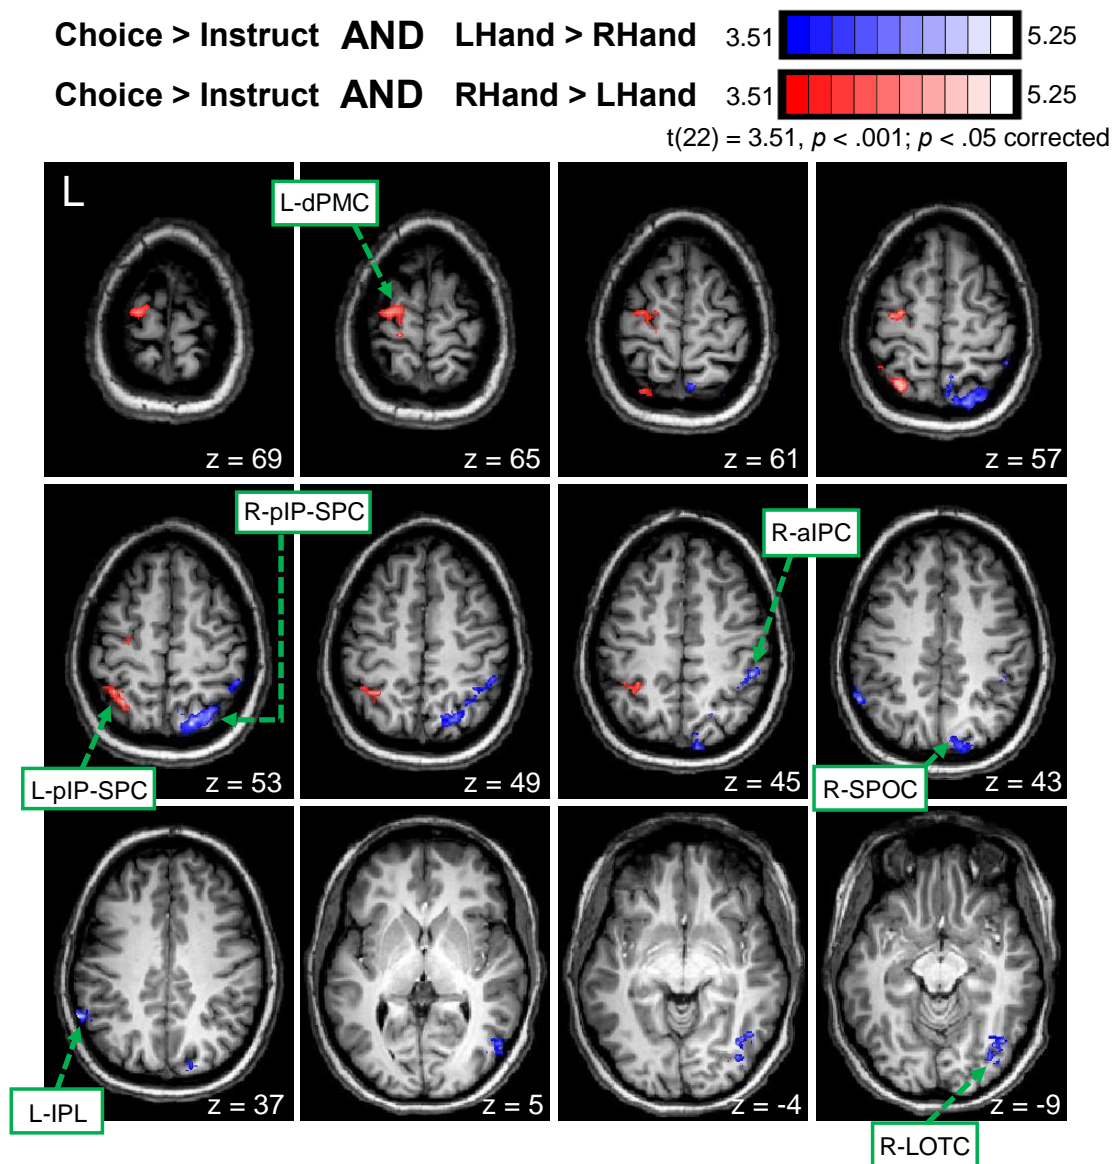 Choice > Instruct AND LHand > RHand 3.51 5.25
Choice > Instruct AND RHand > LHand 3.51 5.25
t(22) = 3.51, p < .001; p < .05 corrected
L
L-dPMC
z = 69
z = 65
z = 61
z = 57
R-pIP-SPC
R-aIPC
L-pIP-SPC
z = 53
z = 49
z = 45
R-SPOC
z = 43
L-IPL
z = 37
z = 5
z = -4
z = -9
R-LOTC